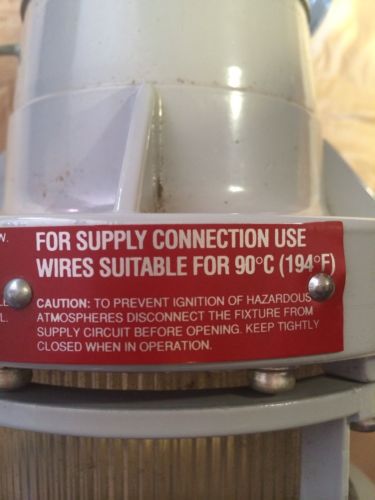 W.
FOR SUPPLY CONNECTION USE
WIRES SUITABLE FOR 90°C (194°F)
CAUTION: TO PREVENT IGNITION OF HAZARDOUS
ATMOSPHERES DISCONNECT THE FIXTURE FROM
SUPPLY CIRCUIT BEFORE OPENING. KEEP TIGHTLY
CLOSED WHEN IN OPERATION.